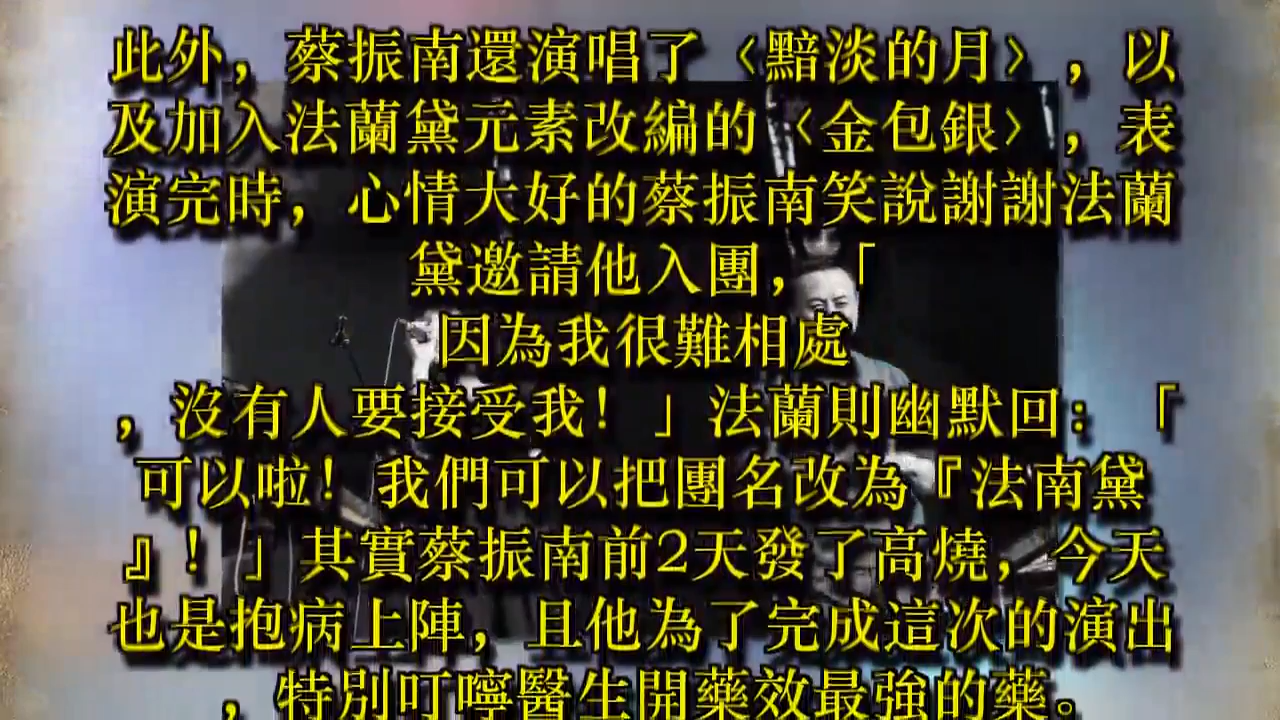 此外，蔡振南還演唱了〈黯淡的月〉，以
及加入法蘭黛元素改編的〈金包銀〉，表
演完時，心情大好的蔡振南笑說謝謝法蘭
黛邀請他入團，「
因為我很難相處
，沒有人要接受我！」法蘭則幽默回：「
可以啦！我們可以把團名改為『法南黛
』！」其實蔡振南前2天發了高燒，今天
也是抱病上陣，且他為了完成這次的演出
，特別叮嚀醫生開藥效最強的藥。